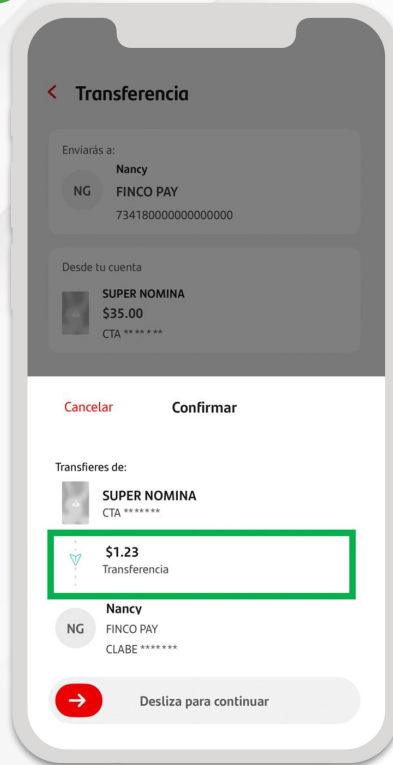 Transferencia
Enviarás a:
Nancy
NG
FINCO PAY
734180000000000000
Desde tu cuenta
SUPER NOMINA
$35.00
CTA *******
Cancelar
Confirmar
Transfieres de:
SUPER NOMINA
CTA *******
$1.23
Transferencia
Nancy
NG
FINCO PAY
CLABE *******
Desliza para continuar